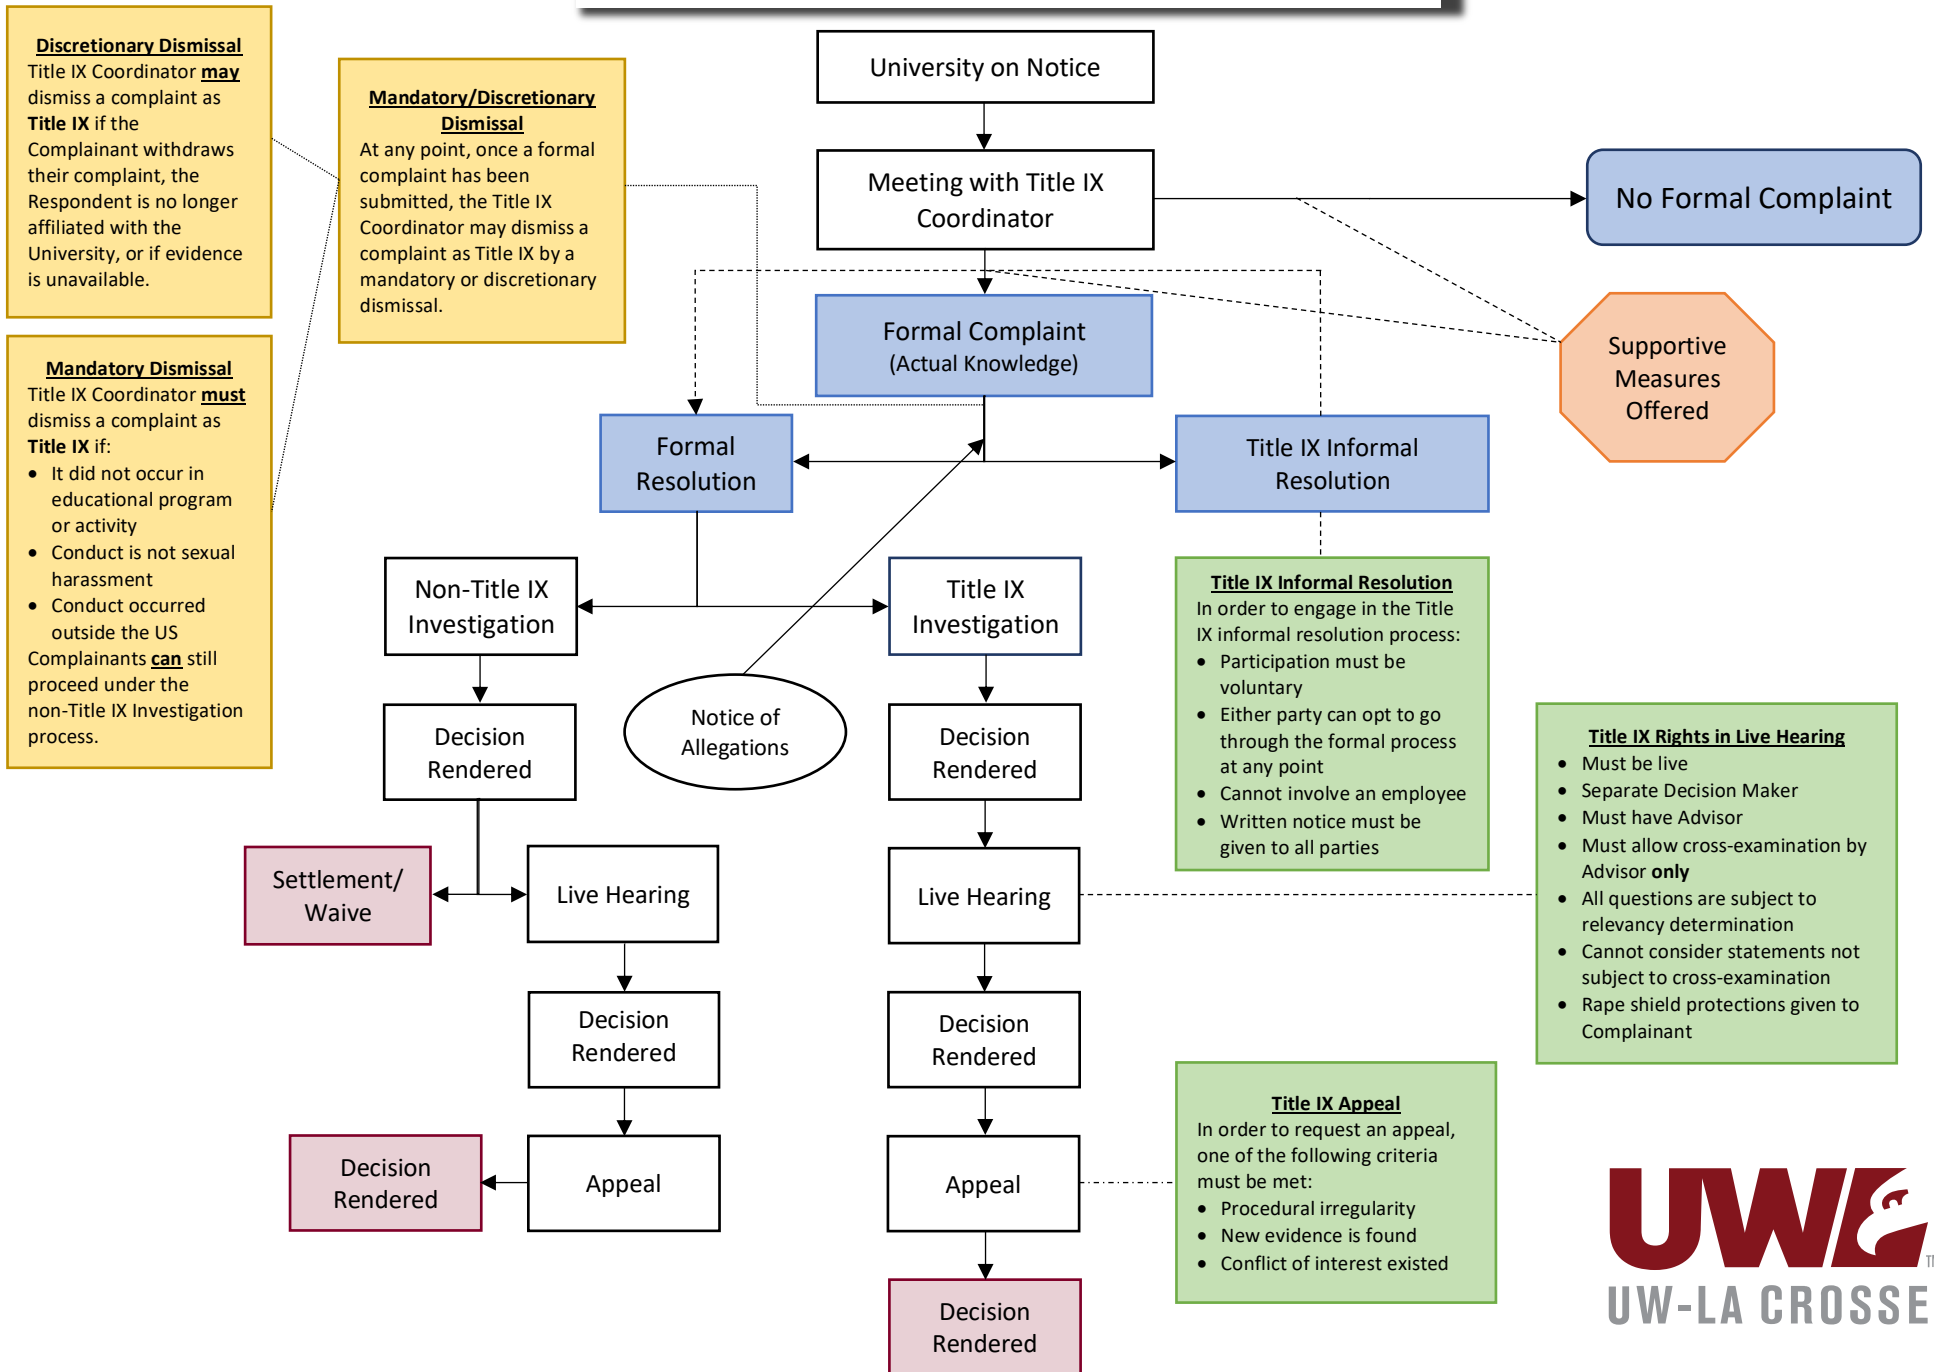 Discretionary Dismissal
Title IX Coordinator may
dismiss a complaint as
Title IX if the
Complainant withdraws
their complaint, the
Respondent is no longer
affiliated with the
University, or if evidence
is unavailable.
Mandatory/Discretionary
Dismissal
At any point, once a formal
complaint has been
submitted, the Title IX
Coordinator may dismiss a
complaint as Title IX by a
mandatory or discretionary
dismissal.
University on Notice
Meeting with Title IX
Coordinator
No Formal Complaint
Mandatory Dismissal
Title IX Coordinator must
dismiss a complaint as
Title IX if:
• It did not occur in
educational program
or activity
• Conduct is not sexual
harassment
• Conduct occurred
outside the US
Complainants can still
proceed under the
non-Title IX Investigation
process.
Formal Complaint
(Actual Knowledge)
Supportive
Measures
Offered
Formal
Resolution
Title IX Informal
Resolution
Non-Title IX
Investigation
Title IX
Investigation
Title IX Informal Resolution
In order to engage in the Title
IX informal resolution process:
• Participation must be
voluntary
• Either party can opt to go
through the formal process
at any point
• Cannot involve an employee
• Written notice must be
given to all parties
Decision
Rendered
Notice of
Allegations
Decision
Rendered
Title IX Rights in Live Hearing
• Must be live
• Separate Decision Maker
• Must have Advisor
• Must allow cross-examination by
Advisor only
• All questions are subject to
relevancy determination
• Cannot consider statements not
subject to cross-examination
• Rape shield protections given to
Complainant
Settlement/
Waive
Live Hearing
Live Hearing
Decision
Rendered
Decision
Rendered
Title IX Appeal
In order to request an appeal,
one of the following criteria
must be met:
• Procedural irregularity
• New evidence is found
• Conflict of interest existed
Decision
Rendered
Appeal
Appeal
Decision
Rendered
UWL
UW-LA CROSSE